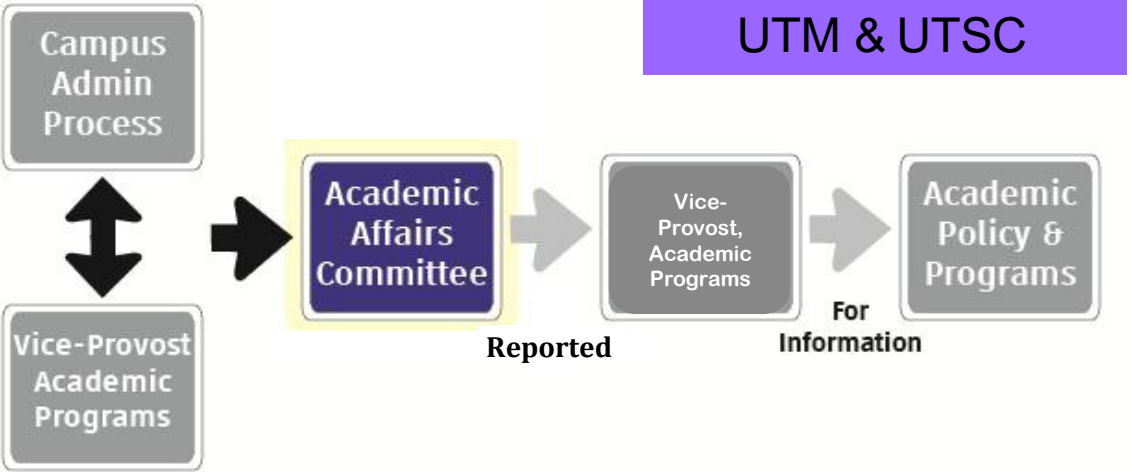 UTM & UTSC
Campus
Admin
Process
Vice-Provost
Academic
Programs
Academic
Affairs
Committee
Reported
Vice-
Provost,
Academic
Programs
For
Information
Academic
Policy &
Programs